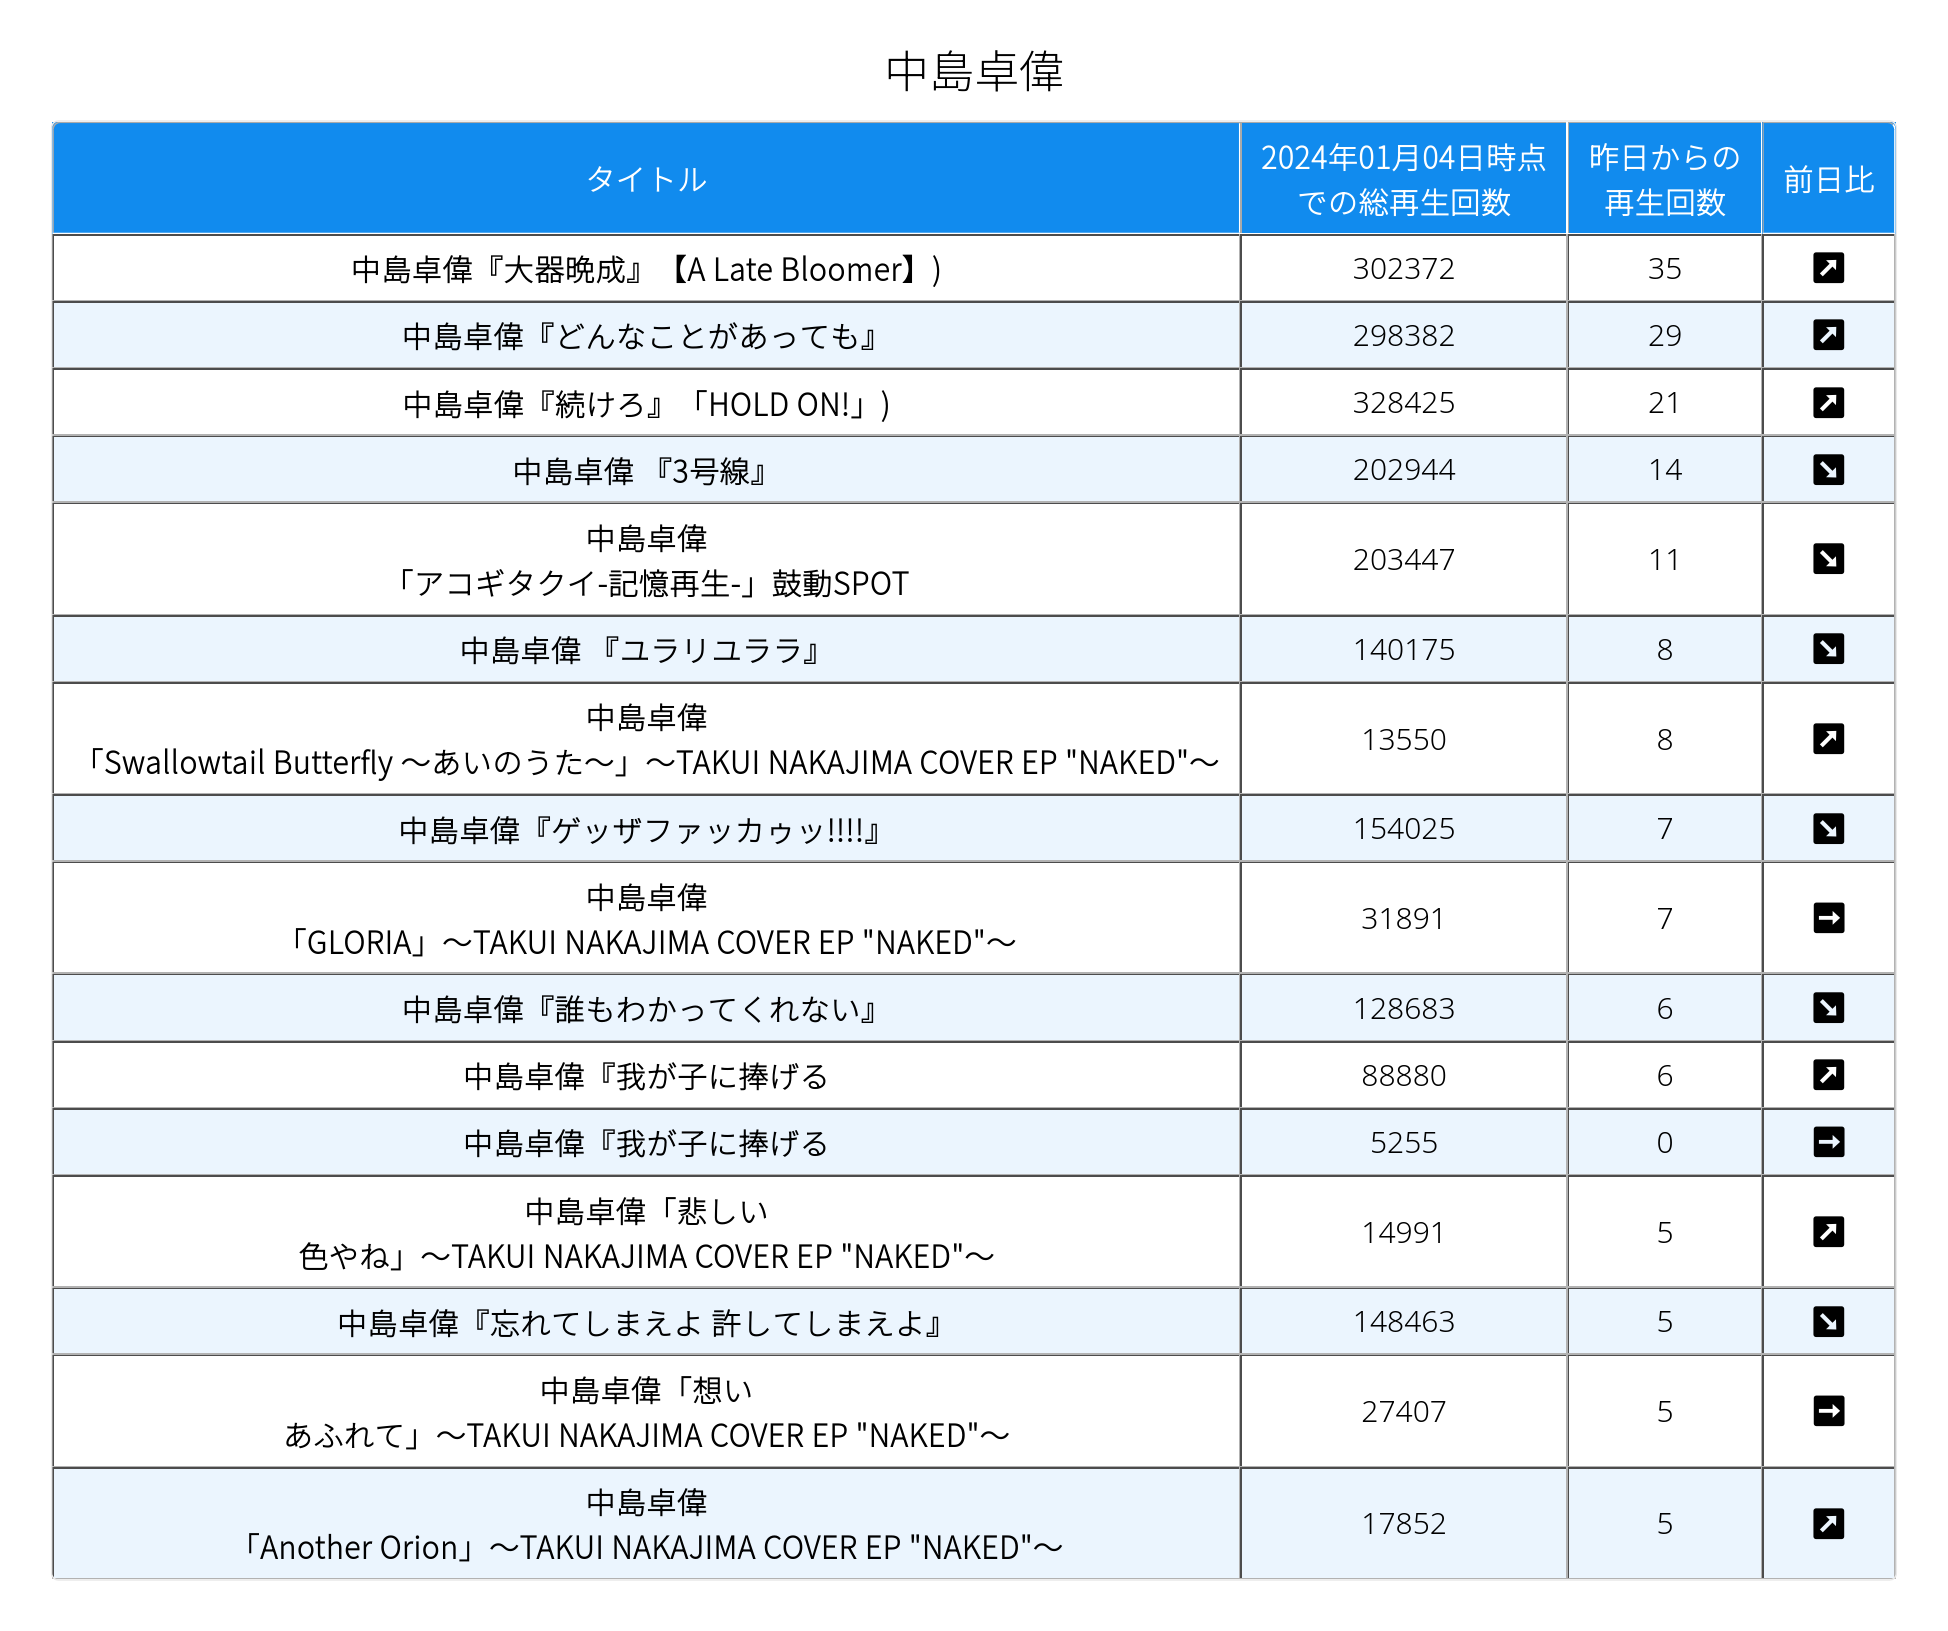 中島卓偉
タイトル
2024年01月04日時点
での総再生回数
昨日からの
再生回数
前日比
中島卓偉『大器晩成』【A Late Bloomer】)
302372
35
中島卓偉『どんなことがあっても』
298382
29
中島卓偉『続けろ』「HOLD ON!」)
328425
21
中島卓偉 『3号線』
202944
14
中島卓偉
「アコギタクイ-記憶再生-」鼓動SPOT
203447
11
中島卓偉 『ユラリユララ』
140175
8
中島卓偉
「Swallowtail Butterfly ～あいのうた～」～TAKUI NAKAJIMA COVER EP "NAKED"～
13550
8
中島卓偉『ゲッザファッカゥッ!!!!』
154025
7
中島卓偉
「GLORIA」～TAKUI NAKAJIMA COVER EP "NAKED"～
31891
7
中島卓偉『誰もわかってくれない』
128683
6
中島卓偉『我が子に捧げる
88880
6
中島卓偉『我が子に捧げる
5255
0
中島卓偉「悲しい
色やね」～TAKUI NAKAJIMA COVER EP "NAKED"～
14991
5
中島卓偉『忘れてしまえよ 許してしまえよ』
148463
5
中島卓偉「想い
あふれて」～TAKUI NAKAJIMA COVER EP "NAKED"～
27407
5
中島卓偉
「Another Orion」～TAKUI NAKAJIMA COVER EP "NAKED"～
17852
5